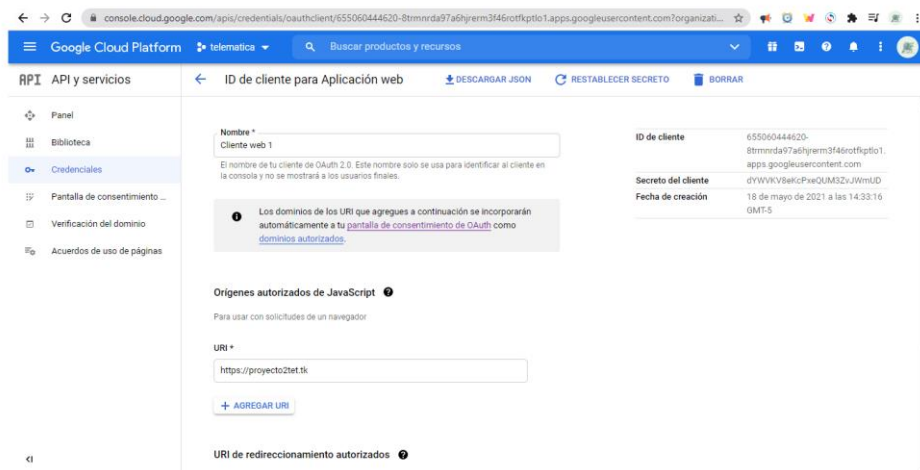 console.cloud.google.com/apis/credentials/oauthclient/655060444620-8trmnrda97a6hjrerm3f46rotfkptlo1.apps.googleusercontent.com?organizati...
Google Cloud Platform
telematica
Buscar productos y recursos
API API y servicios
ID de cliente para Aplicación web
DESCARGAR JSON
RESTABLECER SECRETO
BORRAR
Panel
Biblioteca
Credenciales
Pantalla de consentimiento ...
Verificación del dominio
Acuerdos de uso de páginas
Nombre *
Cliente web 1
El nombre de tu cliente de OAuth 2.0. Este nombre solo se usa para identificar al cliente en
la consola y no se mostrará a los usuarios finales.
Los dominios de los URI que agregues a continuación se incorporarán
automáticamente a tu pantalla de consentimiento de OAuth como
dominios autorizados.
Orígenes autorizados de JavaScript
Para usar con solicitudes de un navegador
URI *
https://proyecto2tet.tk
+ AGREGAR URI
URI de redireccionamiento autorizados
ID de cliente
655060444620-
8trmnrda97a6hjrerm3f46rotfkptlo1.
apps.googleusercontent.com
Secreto del cliente
dYWVKV8eKcPxeQUM3ZvJWmUD
Fecha de creación
18 de mayo de 2021 a las 14:33:16
GMT-5